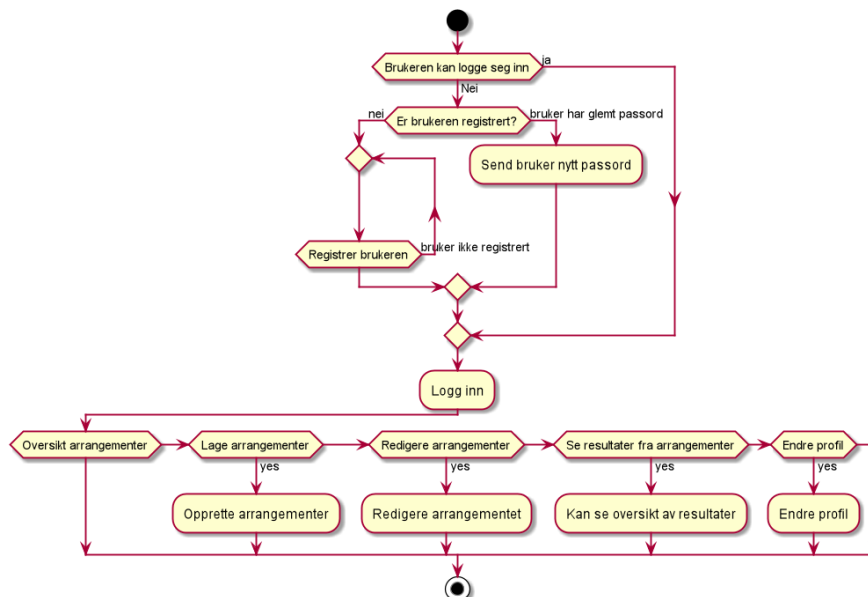 Brukeren kan logge seg inn
ja
Nei
Er brukeren registrert?
nei
bruker har glemt passord
Send bruker nytt passord
Registrer brukeren
bruker ikke registrert
Logg inn
Oversikt arrangementer
Lage arrangementer
Redigere arrangementer
Se resultater fra arrangementer
Endre profil
yes
yes
yes
yes
Opprette arrangementer
Redigere arrangementet
Kan se oversikt av resultater
Endre profil